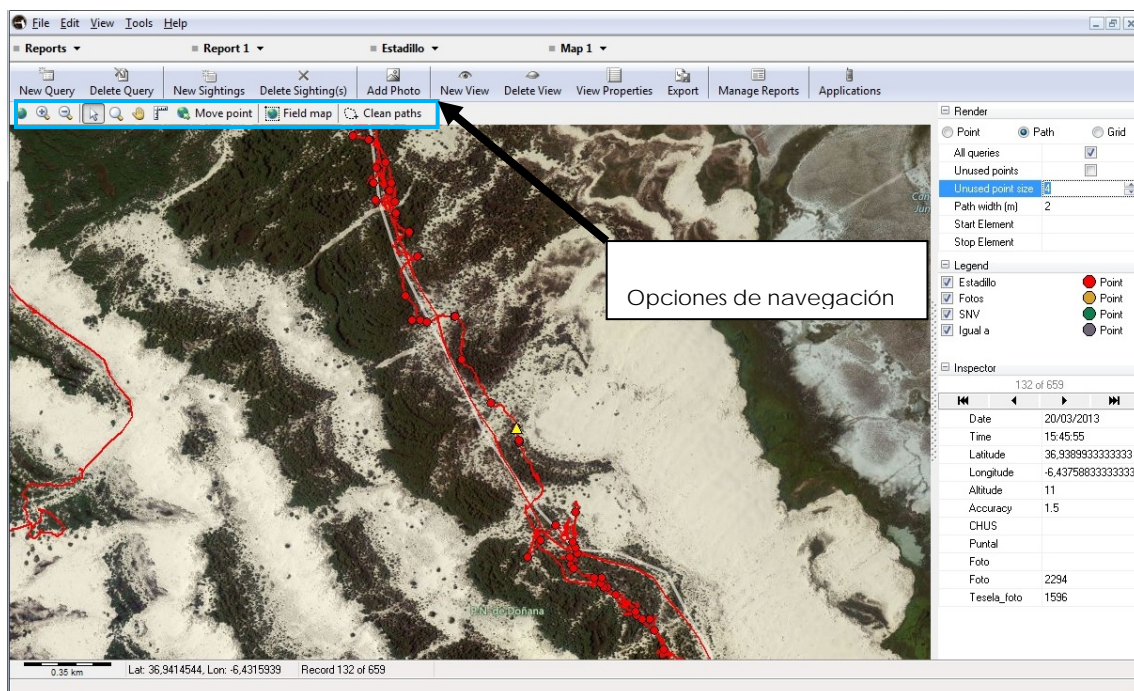 File Edit View Tools Help
Reports Report 1 Estadillo Map 1
New Query Delete Query New Sightings Delete Sighting(s) Add Photo New View Delete View View Properties Export Manage Reports Applications
Move point Field map Clean paths
Opciones de navegación
P.N. de Doñana
Render
Point Path Grid
All queries
Unused points
Unused point size 4
Path width (m) 2
Start Element
Stop Element
Legend
Estadillo Point
Fotos Point
SNV Point
Igual a Point
Inspector
132 of 659
Date 20/03/2013
Time 15:45:55
Latitude 36,9389933333333
Longitude -6,43758833333333
Altitude 11
Accuracy 1.5
CHUS
Puntal
Foto
Foto 2294
Tesela_foto 1596
0.35 km Lat: 36,9414544, Lon: -6,4315939 Record 132 of 659